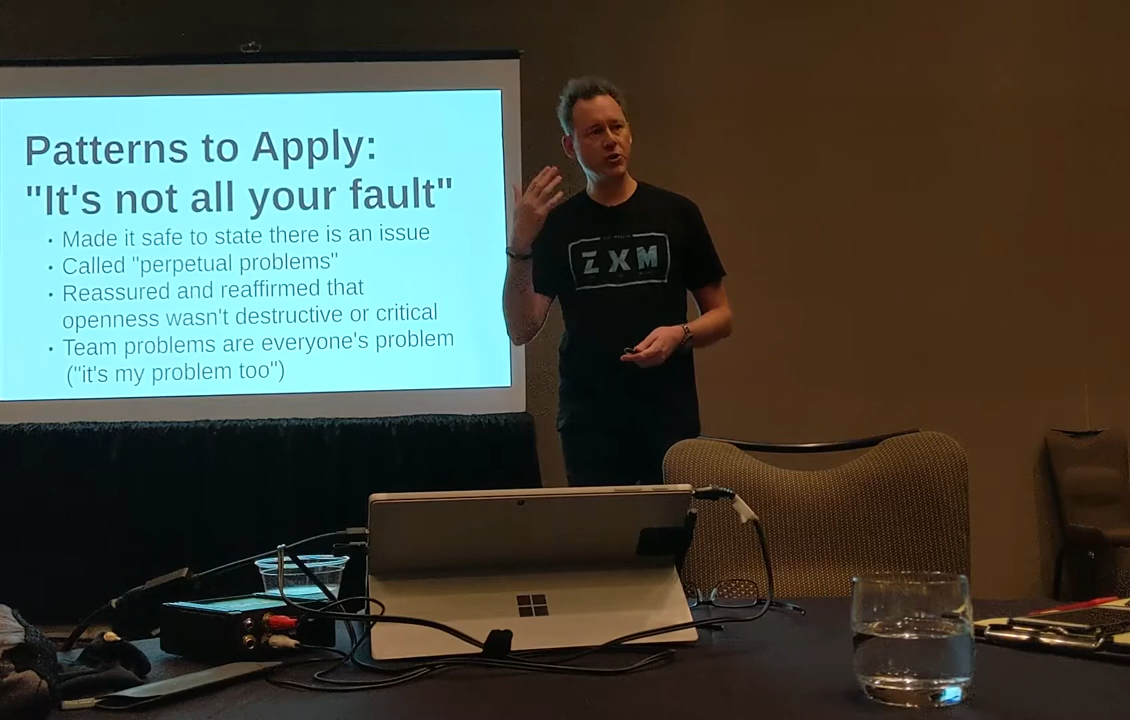 Patterns to Apply:
"It's not all your fault"
• Made it safe to state there is an issue
• Called "perpetual problems"
• Reassured and reaffirmed that
openness wasn't destructive or critical
• Team problems are everyone's problem
("it's my problem too")
ZXM